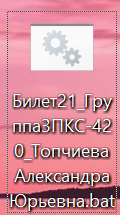 Билет21_Гру
ппаЗПКС-42
0_Топчиева
Александра
Юрьевна.bat